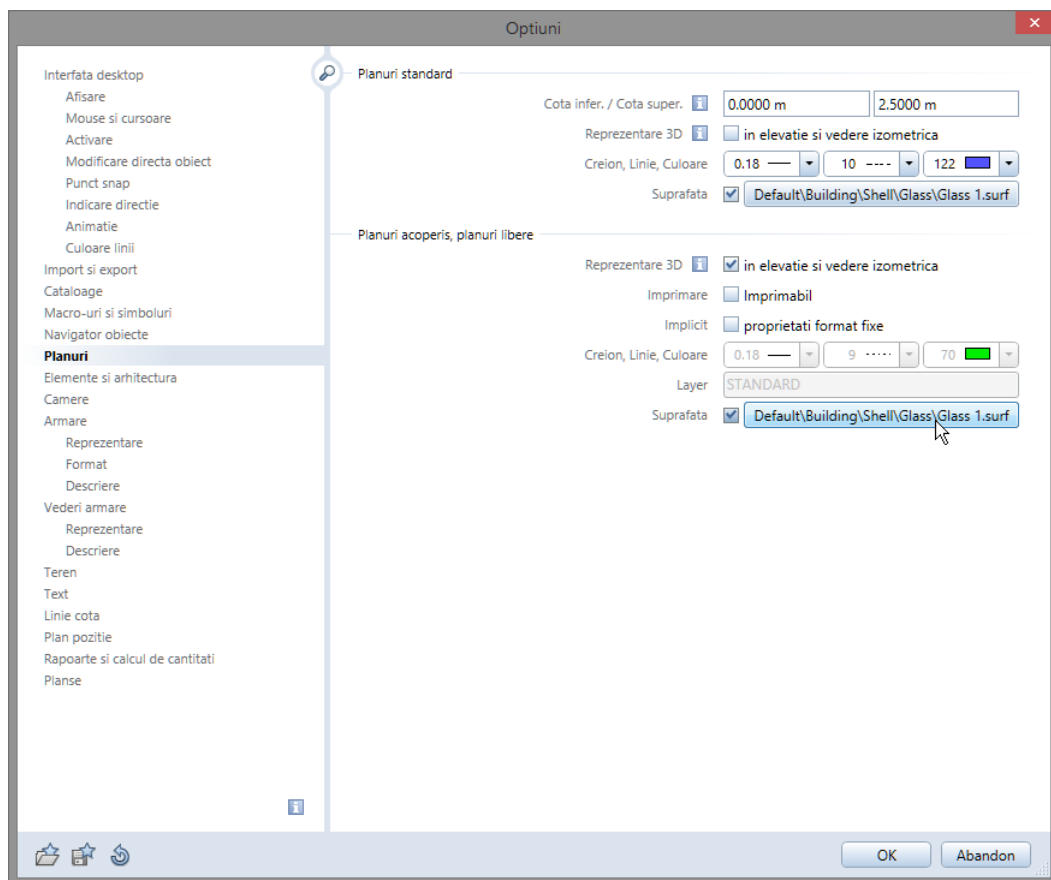 Optiuni
Interfata desktop
Afisare
Mouse si cursoare
Activare
Modificare directa obiect
Punct snap
Indicare directie
Animatie
Culoare linii
Import si export
Cataloage
Macro-uri si simboluri
Navigator obiecte
Planuri
Elemente si arhitectura
Camere
Armare
Reprezentare
Format
Descriere
Vederi armare
Reprezentare
Descriere
Teren
Text
Linie cota
Plan pozitie
Rapoarte si calcul de cantitati
Planse
Planuri standard
Cota infer. / Cota super. 0.0000 m 2.5000 m
Reprezentare 3D in elevatie si vedere izometrica
Creion, Linie, Culoare 0.18 10 122
Suprafata Default\Building\Shell\Glass\Glass 1.surf
Planuri acoperis, planuri libere
Reprezentare 3D in elevatie si vedere izometrica
Imprimare Imprimabil
Implicit proprietati format fixe
Creion, Linie, Culoare 0.18 9 70
Layer STANDARD
Suprafata Default\Building\Shell\Glass\Glass 1.surf
OK Abandon